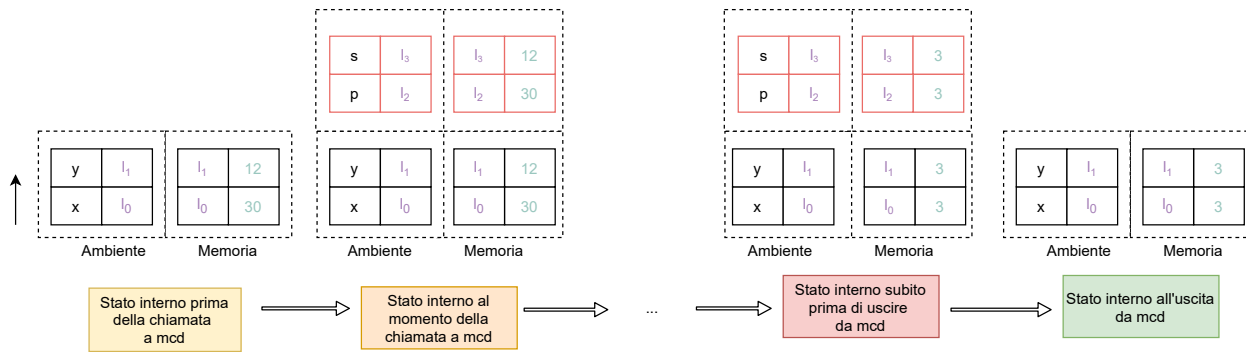 s l₃ l₃ 12 s l₃ l₃ 3
p l₂ l₂ 30 p l₂ l₂ 3
y l₁ l₁ 12 y l₁ l₁ 12 y l₁ l₁ 3 y l₁ l₁ 3
x l₀ l₀ 30 x l₀ l₀ 30 x l₀ l₀ 3 x l₀ l₀ 3
Ambiente Memoria Ambiente Memoria Ambiente Memoria Ambiente Memoria
Stato interno prima
della chiamata
a mcd
Stato interno al
momento della
chiamata a mcd
...
Stato interno subito
prima di uscire
da mcd
Stato interno all'uscita
da mcd